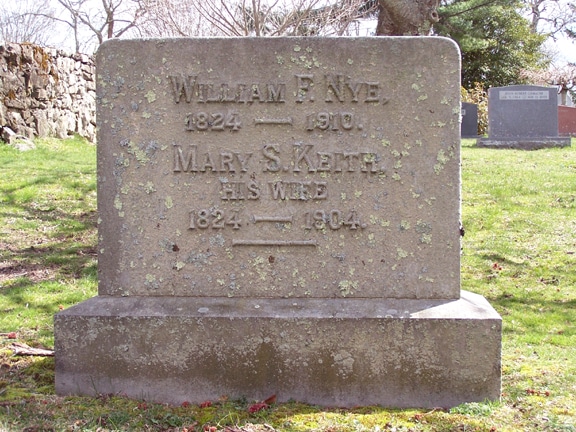 WILLIAM F. NYE,
1824 — 1910.
MARY S. KEITH,
HIS WIFE
1824 — 1904.